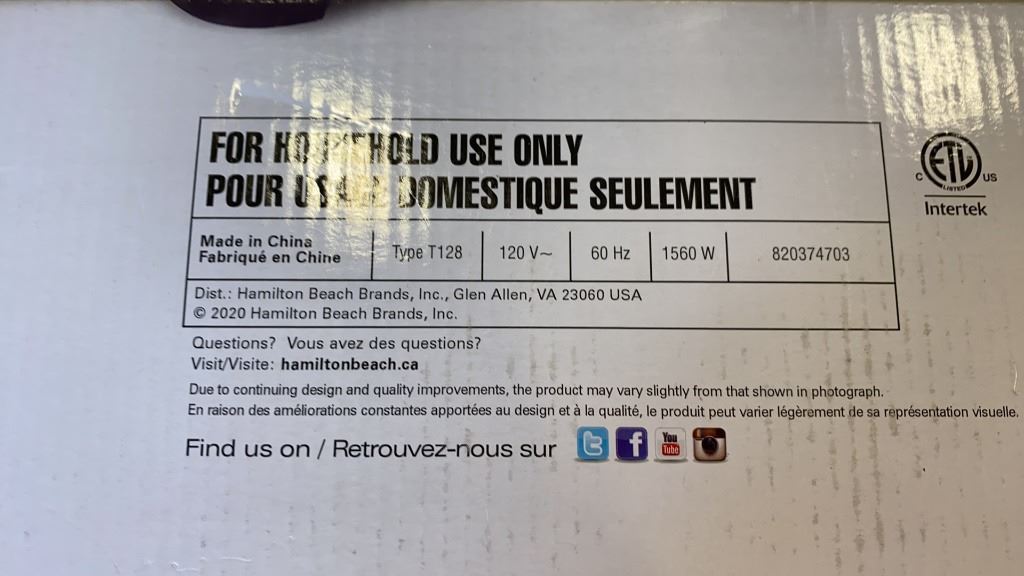 FOR HOUSEHOLD USE ONLY
POUR USAGE DOMESTIQUE SEULEMENT
Made in China
Fabriqué en Chine
Type T128
120 V~
60 Hz
1560 W
820374703
Dist.: Hamilton Beach Brands, Inc., Glen Allen, VA 23060 USA
© 2020 Hamilton Beach Brands, Inc.
C ETL US
LISTED
Intertek
Questions? Vous avez des questions?
Visit/Visite: hamiltonbeach.ca
Due to continuing design and quality improvements, the product may vary slightly from that shown in photograph.
En raison des améliorations constantes apportées au design et à la qualité, le produit peut varier légèrement de sa représentation visuelle.
Find us on / Retrouvez-nous sur
You
Tube